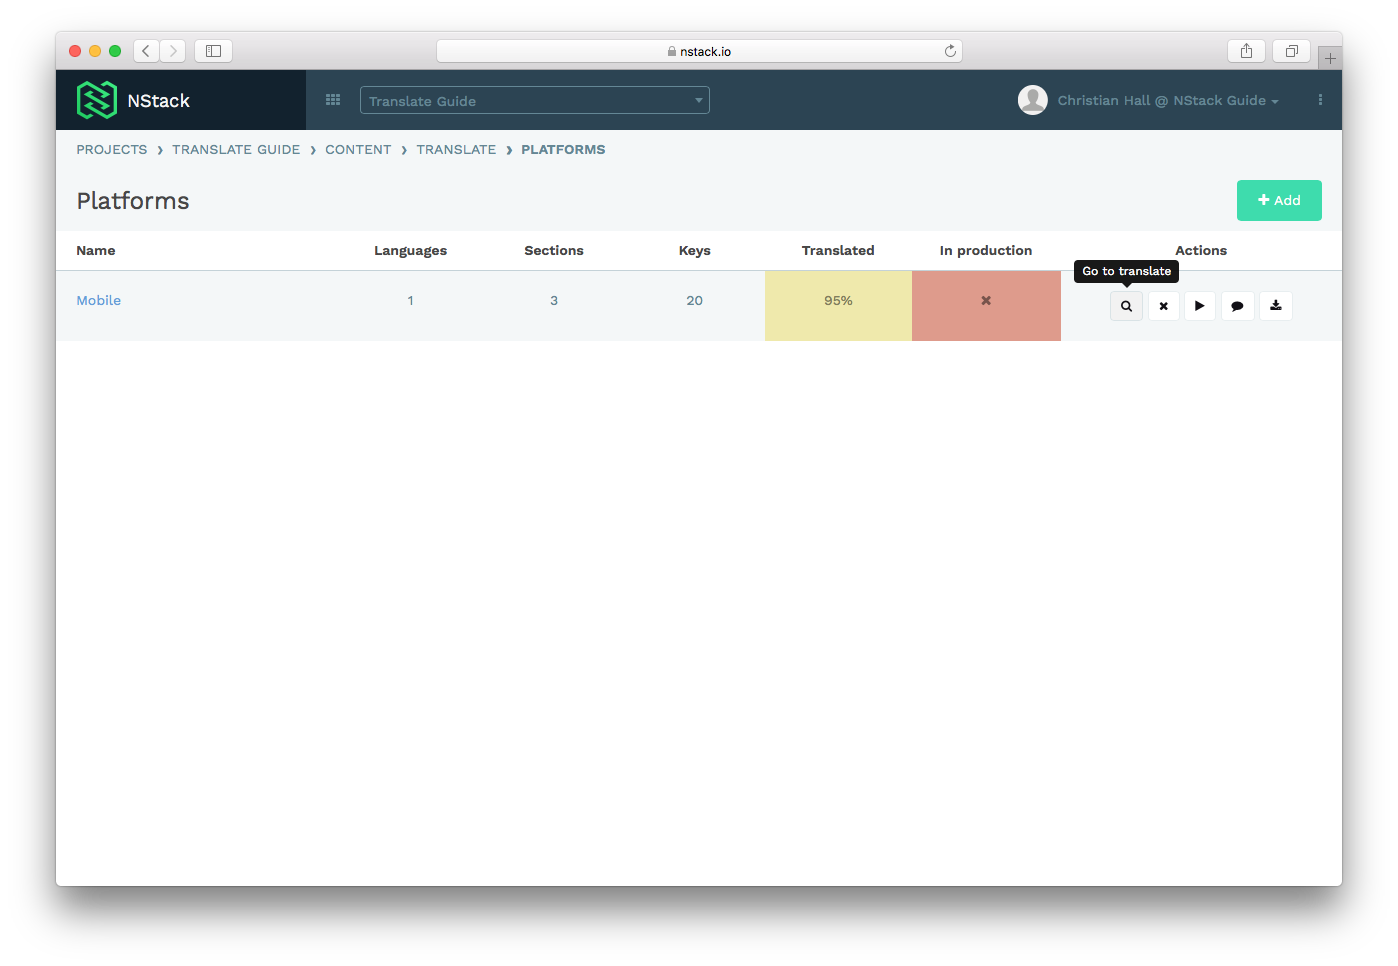 nstack.io
NStack
Translate Guide
Christian Hall @ NStack Guide
PROJECTS › TRANSLATE GUIDE › CONTENT › TRANSLATE › PLATFORMS
Platforms
+ Add
Name Languages Sections Keys Translated In production Actions
Go to translate
Mobile 1 3 20 95%